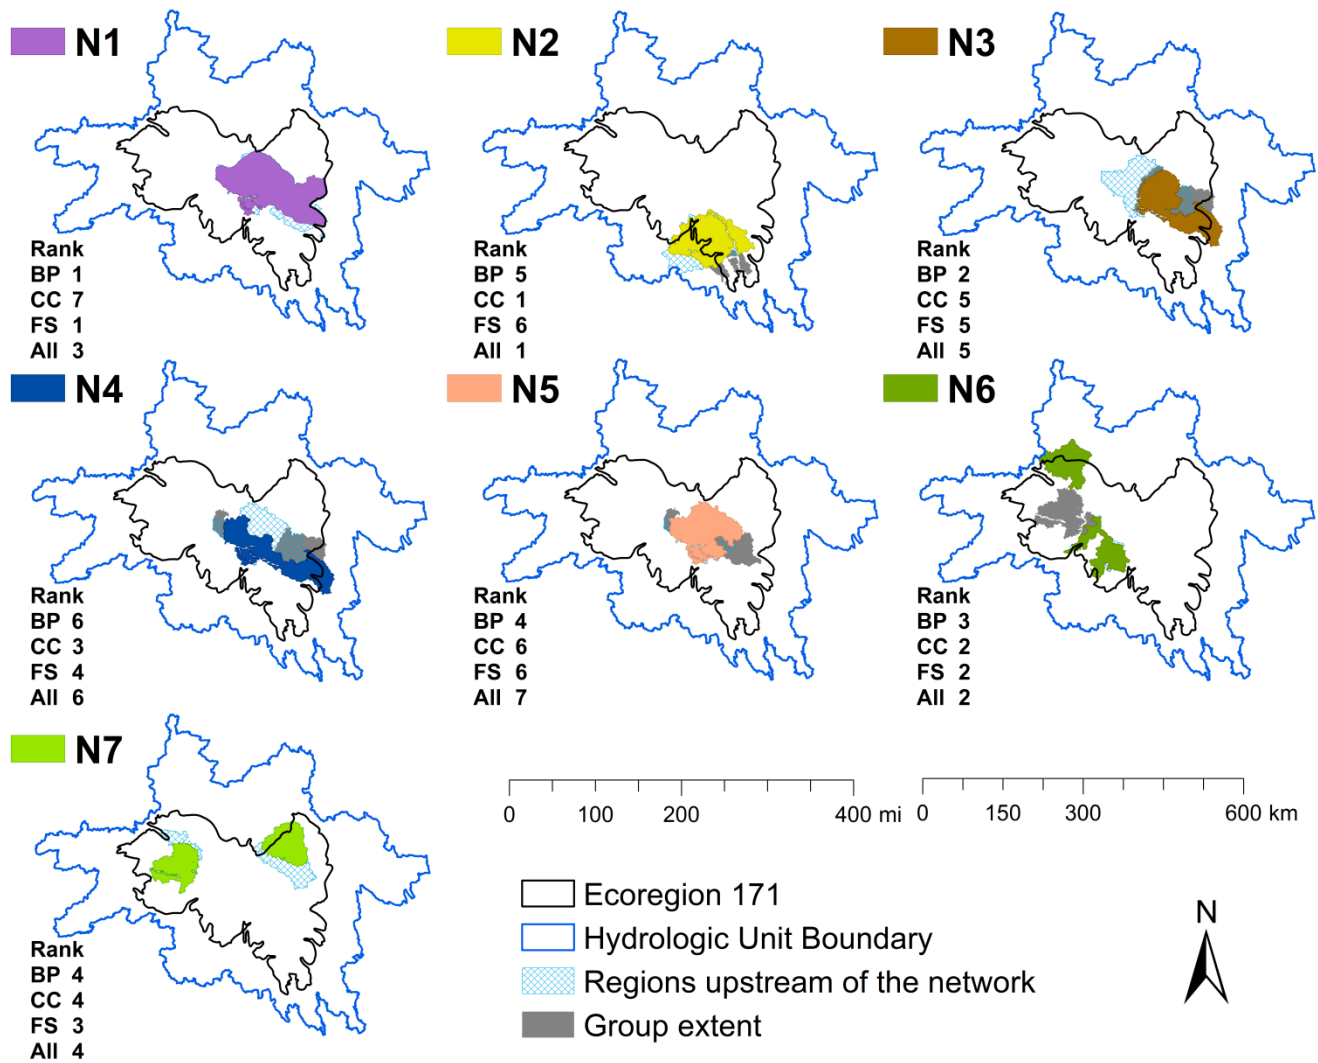 N1
Rank
BP 1
CC 7
FS 1
All 3
N2
Rank
BP 5
CC 1
FS 6
All 1
N3
Rank
BP 2
CC 5
FS 5
All 5
N4
Rank
BP 6
CC 3
FS 4
All 6
N5
Rank
BP 4
CC 6
FS 6
All 7
N6
Rank
BP 3
CC 2
FS 2
All 2
N7
Rank
BP 4
CC 4
FS 3
All 4
0 100 200 400 mi
0 150 300 600 km
Ecoregion 171
Hydrologic Unit Boundary
Regions upstream of the network
Group extent
N